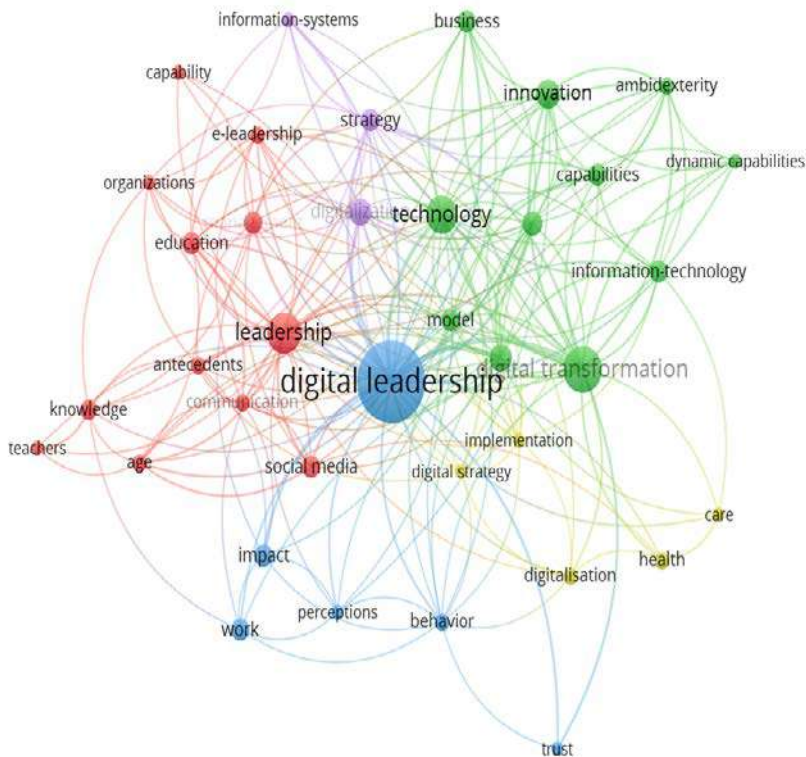 information-systems
business
capability
innovation
ambidexterity
e-leadership
strategy
dynamic capabilities
capabilities
organizations
digitalizati
technology
education
information-technology
model
leadership
antecedents
digital leadership
digital transformation
communication
knowledge
implementation
teachers
age
social media
digital strategy
care
impact
health
digitalisation
perceptions
behavior
work
trust